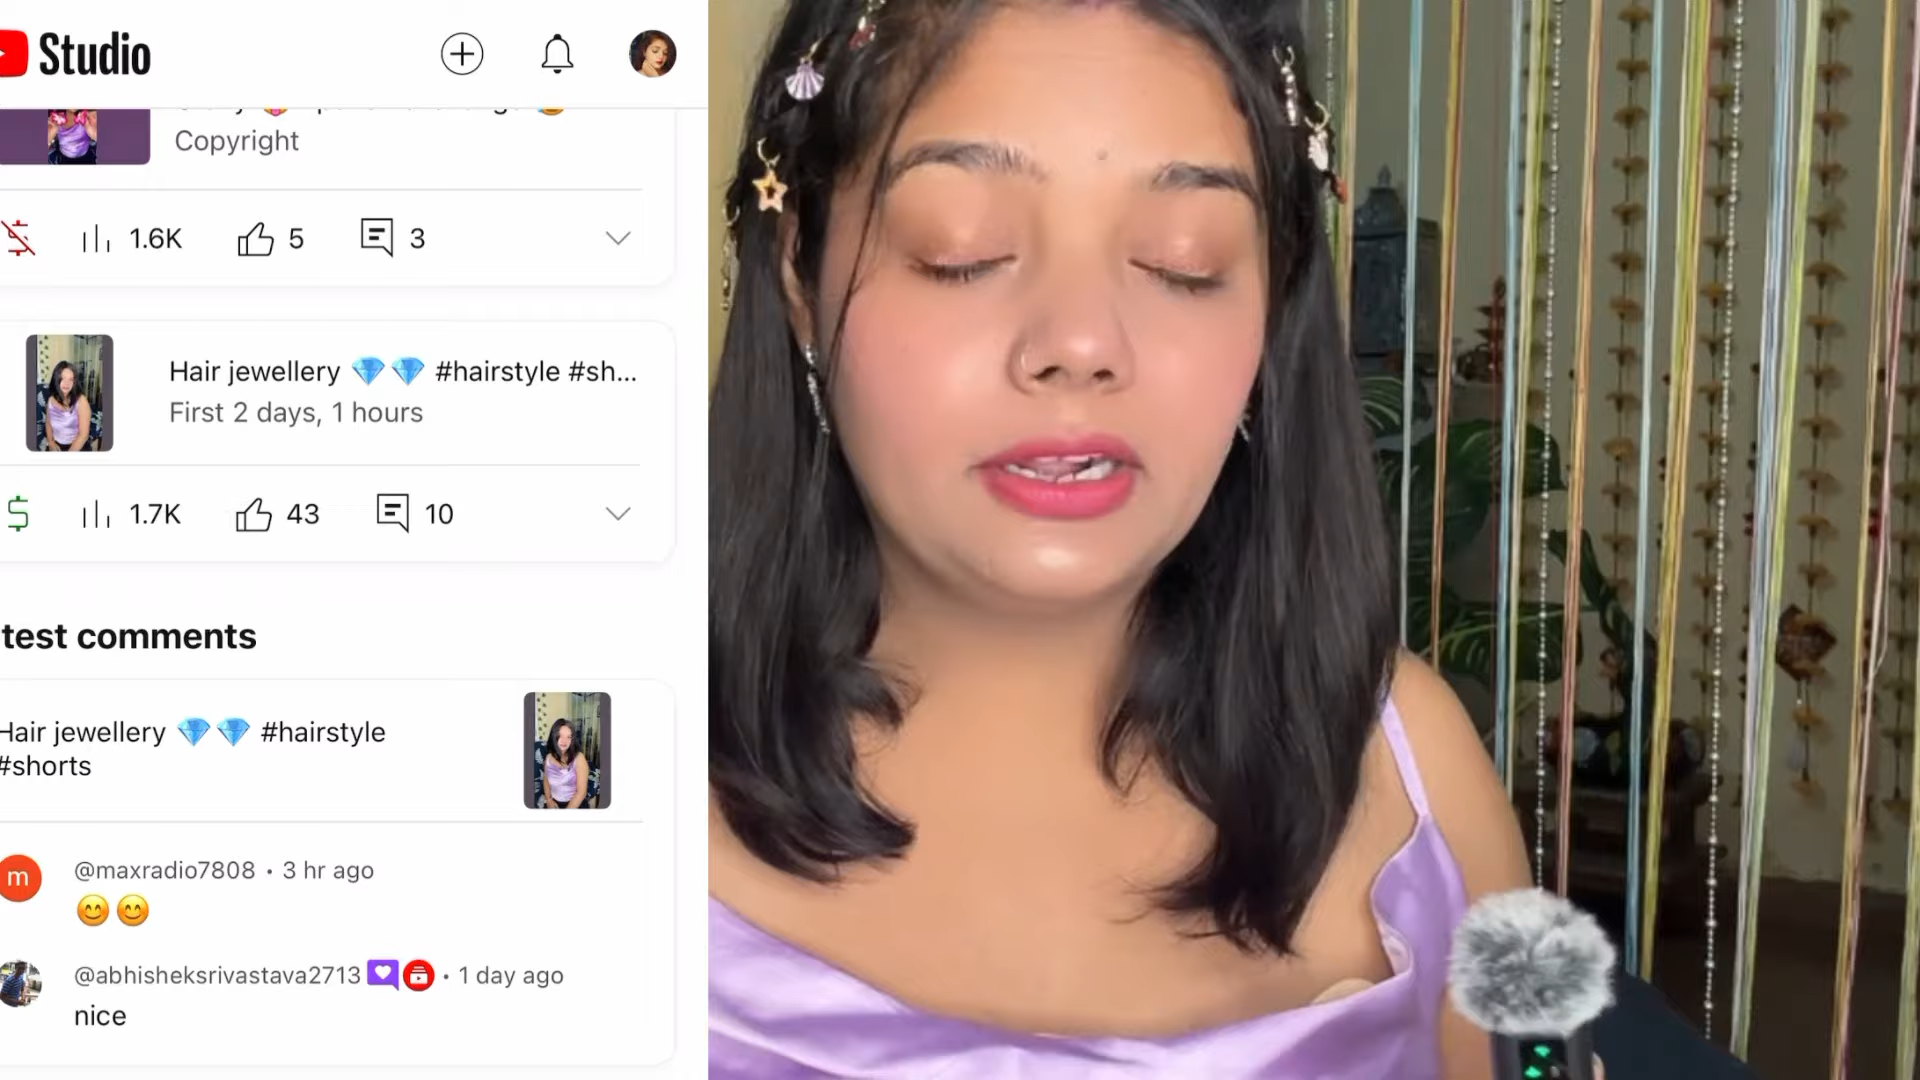 Studio
Copyright
1.6K 5 3
Hair jewellery 💎💎 #hairstyle #sh...
First 2 days, 1 hours
1.7K 43 10
test comments
Hair jewellery 💎💎 #hairstyle
#shorts
m
@maxradio7808 • 3 hr ago
😊😊
@abhisheksrivastava2713 • 1 day ago
nice